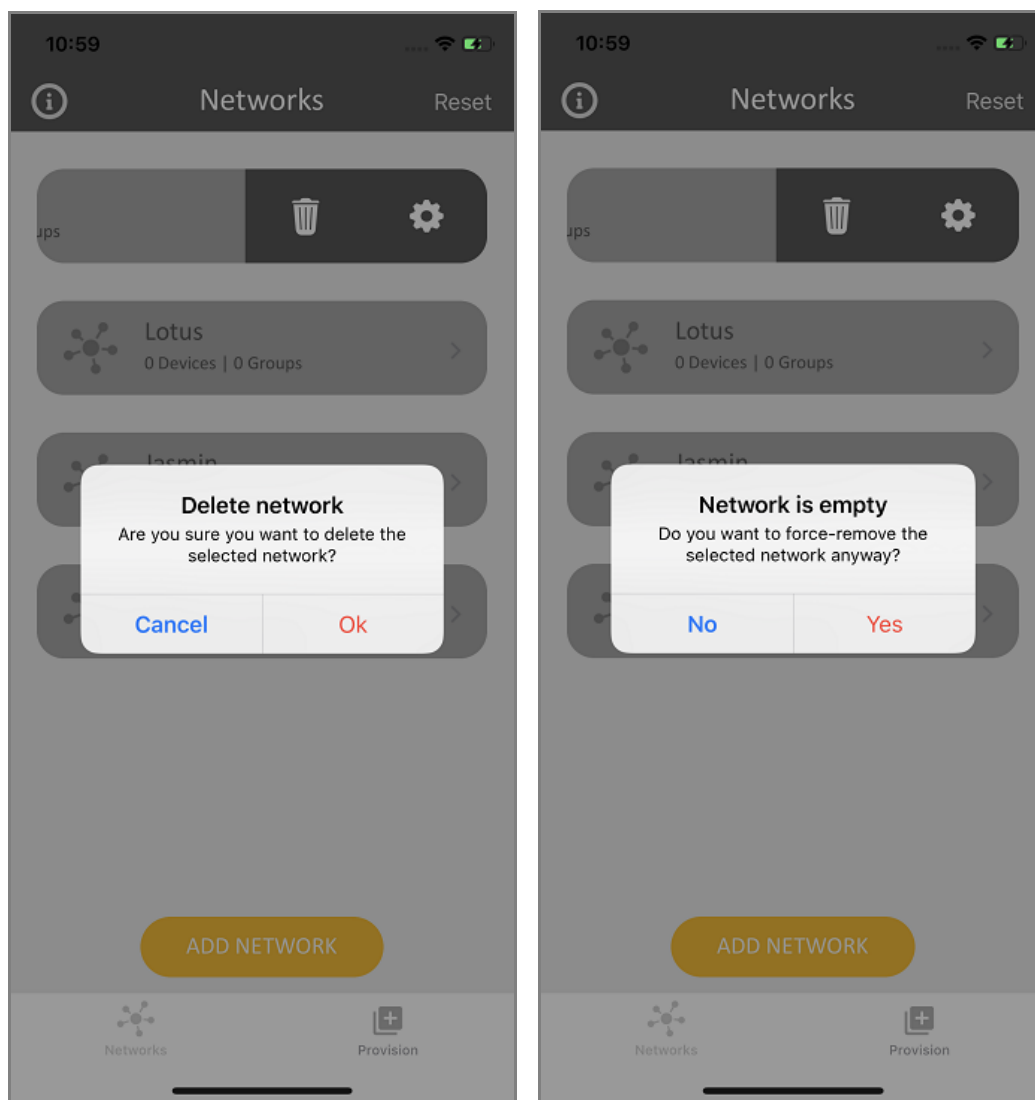 10:59
Networks
Reset
ups
Lotus
0 Devices | 0 Groups
Jasmin
Delete network
Are you sure you want to delete the
selected network?
Cancel
Ok
ADD NETWORK
Networks
Provision
10:59
Networks
Reset
ups
Lotus
0 Devices | 0 Groups
Jasmin
Network is empty
Do you want to force-remove the
selected network anyway?
No
Yes
ADD NETWORK
Networks
Provision